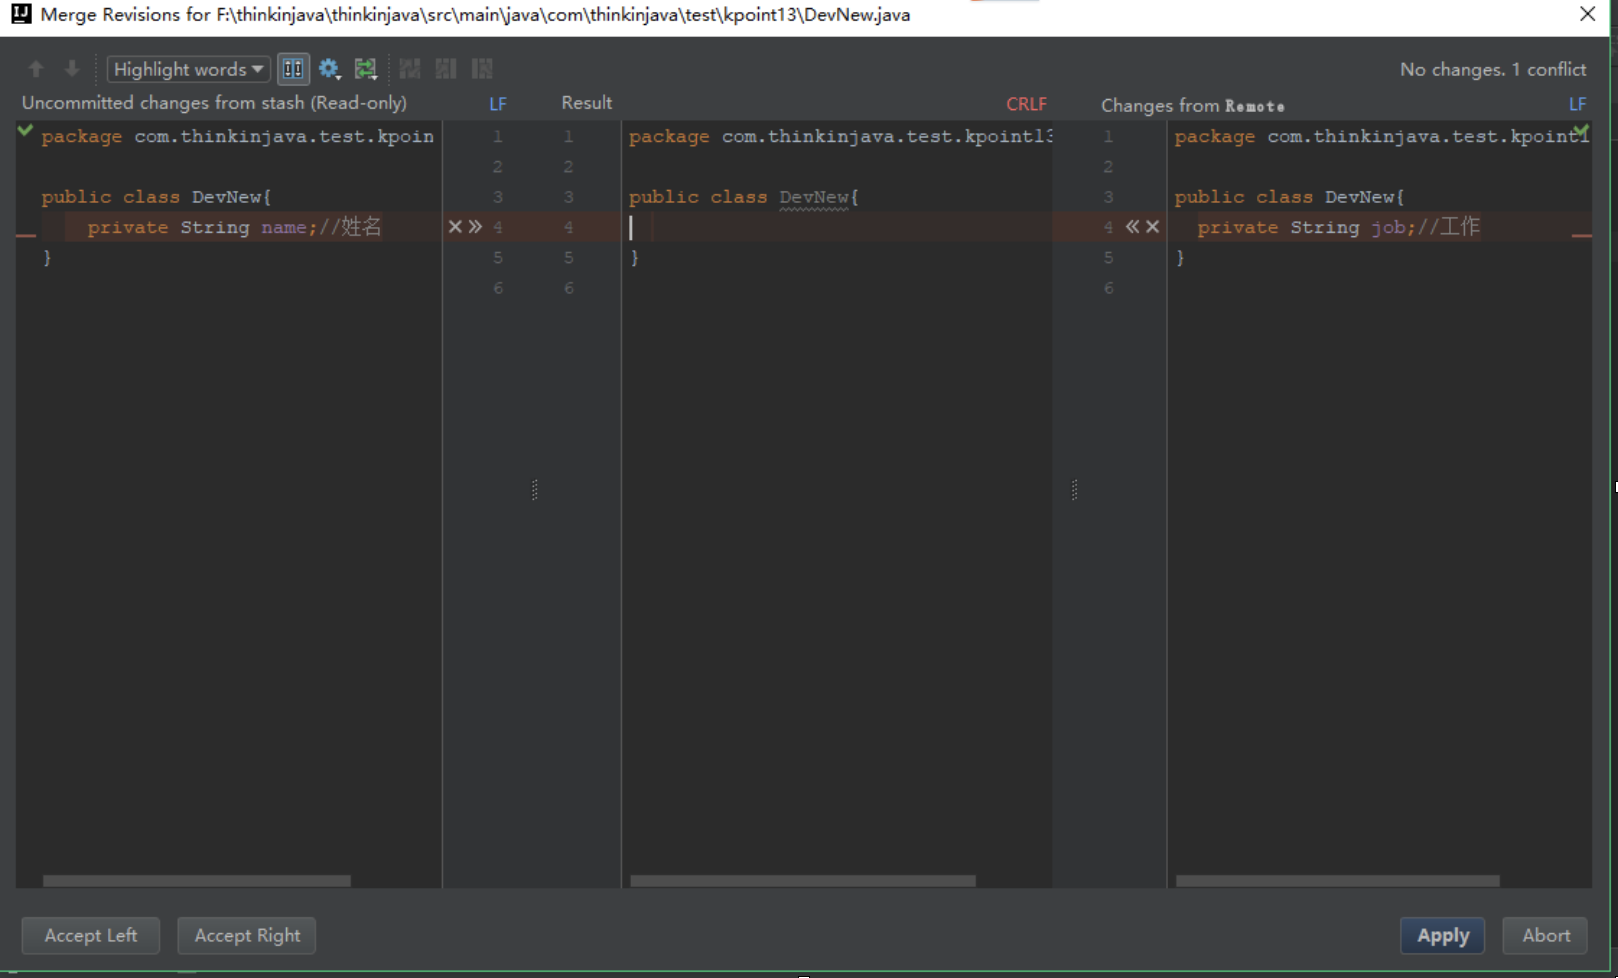 Merge Revisions for F:\thinkinjava\thinkinjava\src\main\java\com\thinkinjava\test\kpoint13\DevNew.java
Highlight words
No changes. 1 conflict
Uncommitted changes from stash (Read-only) LF
Result CRLF
Changes from Remote LF
package com.thinkinjava.test.kpoin
public class DevNew{
private String name;//姓名
}
1
2
3
4
5
6
1
2
3
4
5
6
package com.thinkinjava.test.kpoint13
public class DevNew{
}
1
2
3
4
5
6
package com.thinkinjava.test.kpoint1
public class DevNew{
private String job;//工作
}
Accept Left
Accept Right
Apply
Abort